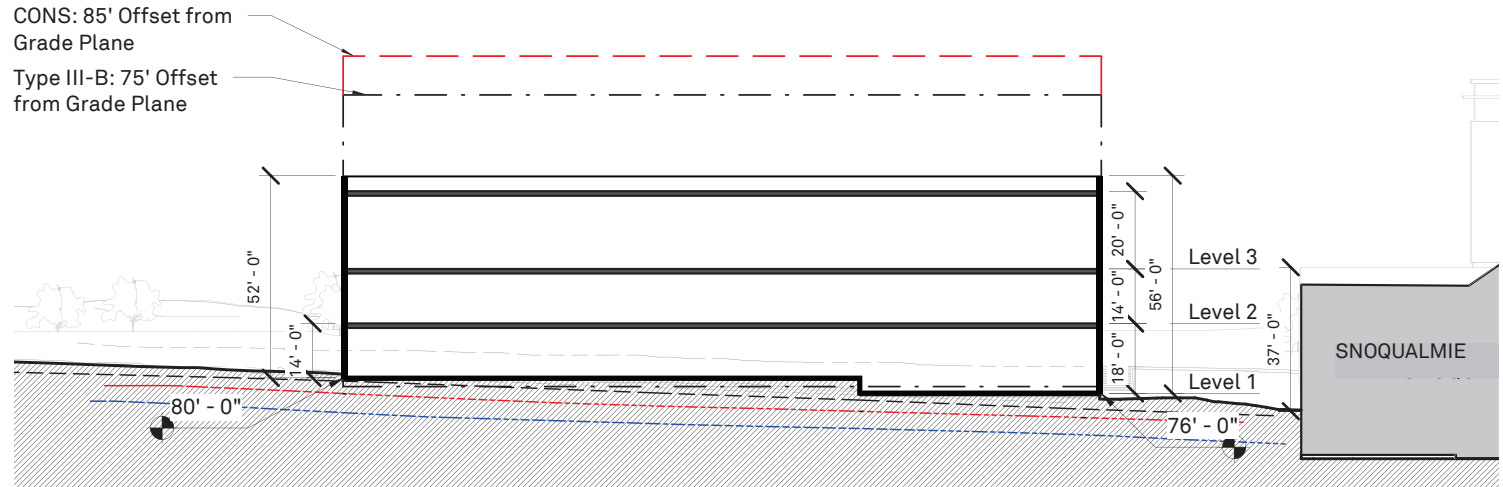 CONS: 85' Offset from
Grade Plane
Type III-B: 75' Offset
from Grade Plane
52' - 0"
14' - 0"
80' - 0"
20' - 0"
14' - 0"
18' - 0"
56' - 0"
Level 3
Level 2
Level 1
37' - 0"
76' - 0"
SNOQUALMIE